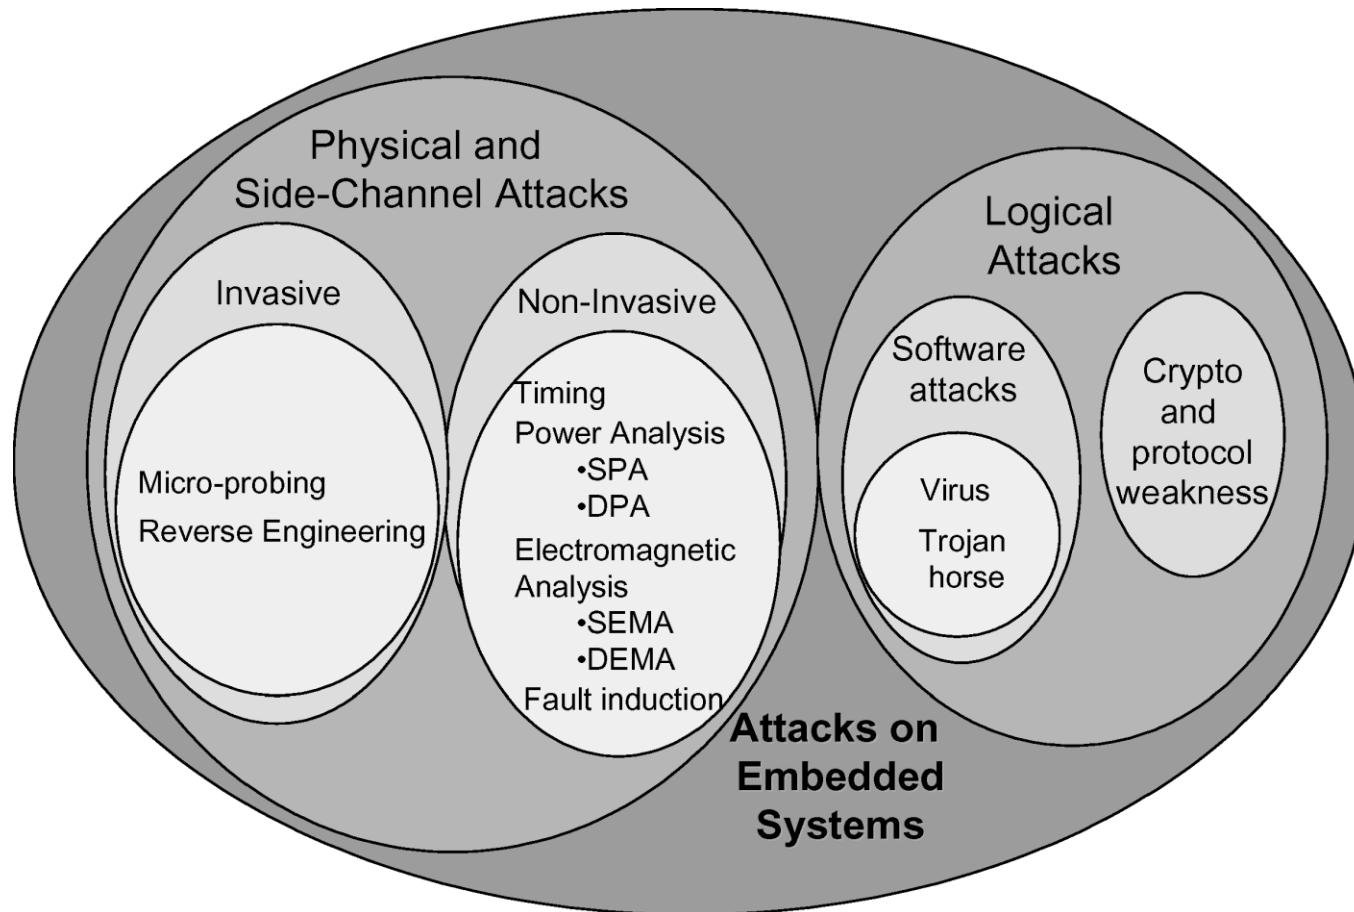 Physical and
Side-Channel Attacks
Invasive
Micro-probing
Reverse Engineering
Non-Invasive
Timing
Power Analysis
•SPA
•DPA
Electromagnetic
Analysis
•SEMA
•DEMA
Fault induction
Logical
Attacks
Software
attacks
Virus
Trojan
horse
Crypto
and
protocol
weakness
Attacks on
Embedded
Systems